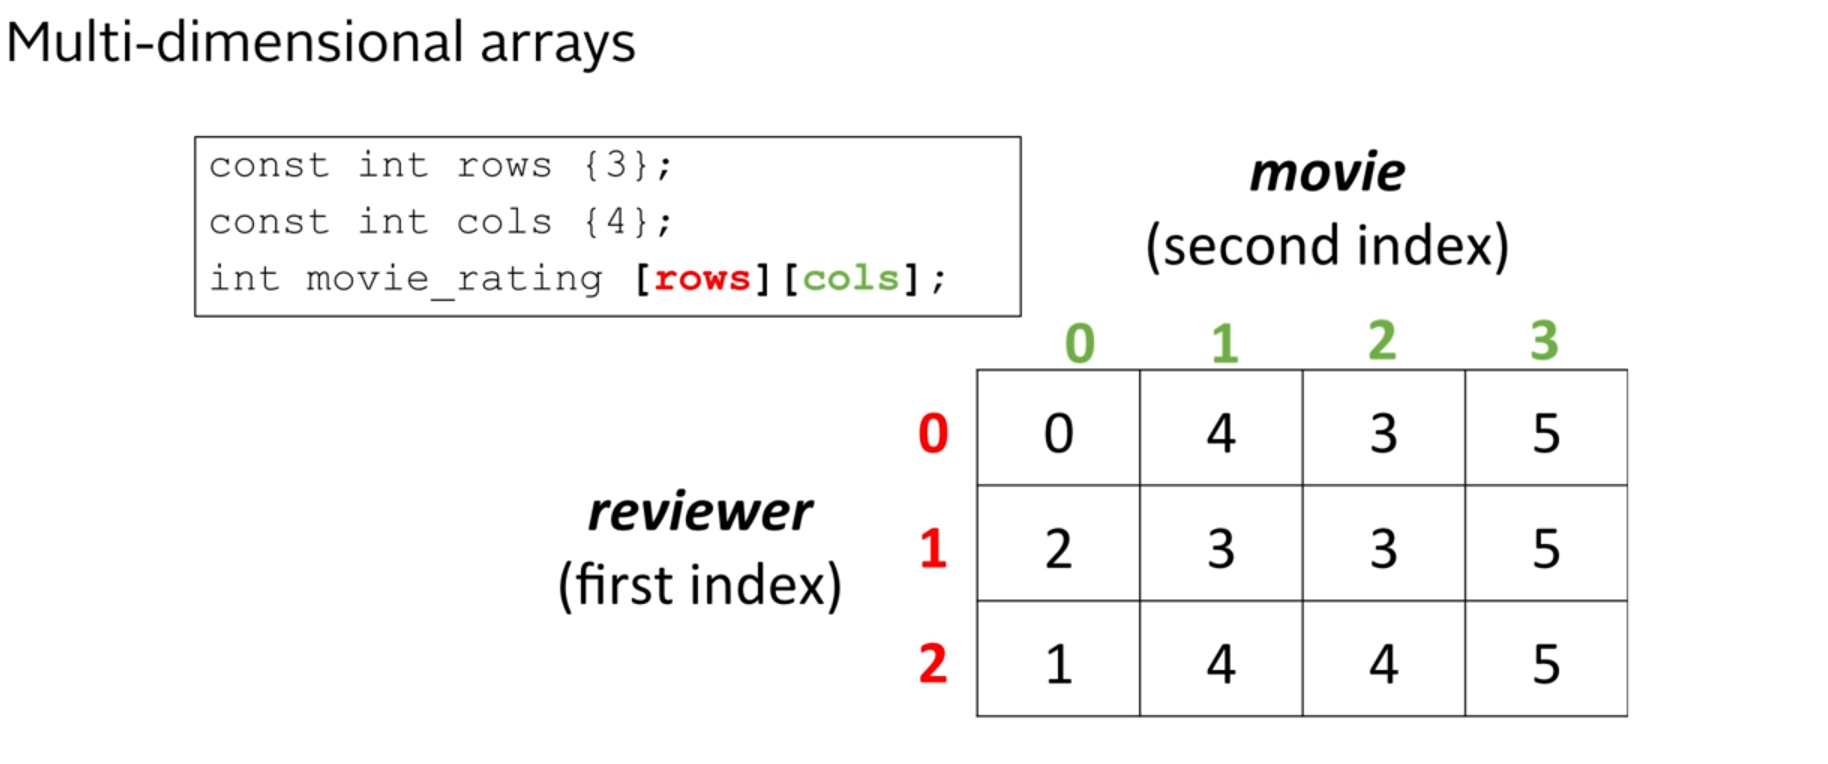 Multi-dimensional arrays
const int rows {3};
const int cols {4};
int movie_rating [rows][cols];
movie
(second index)
0 1 2 3
reviewer
(first index)
0 0 4 3 5
1 2 3 3 5
2 1 4 4 5